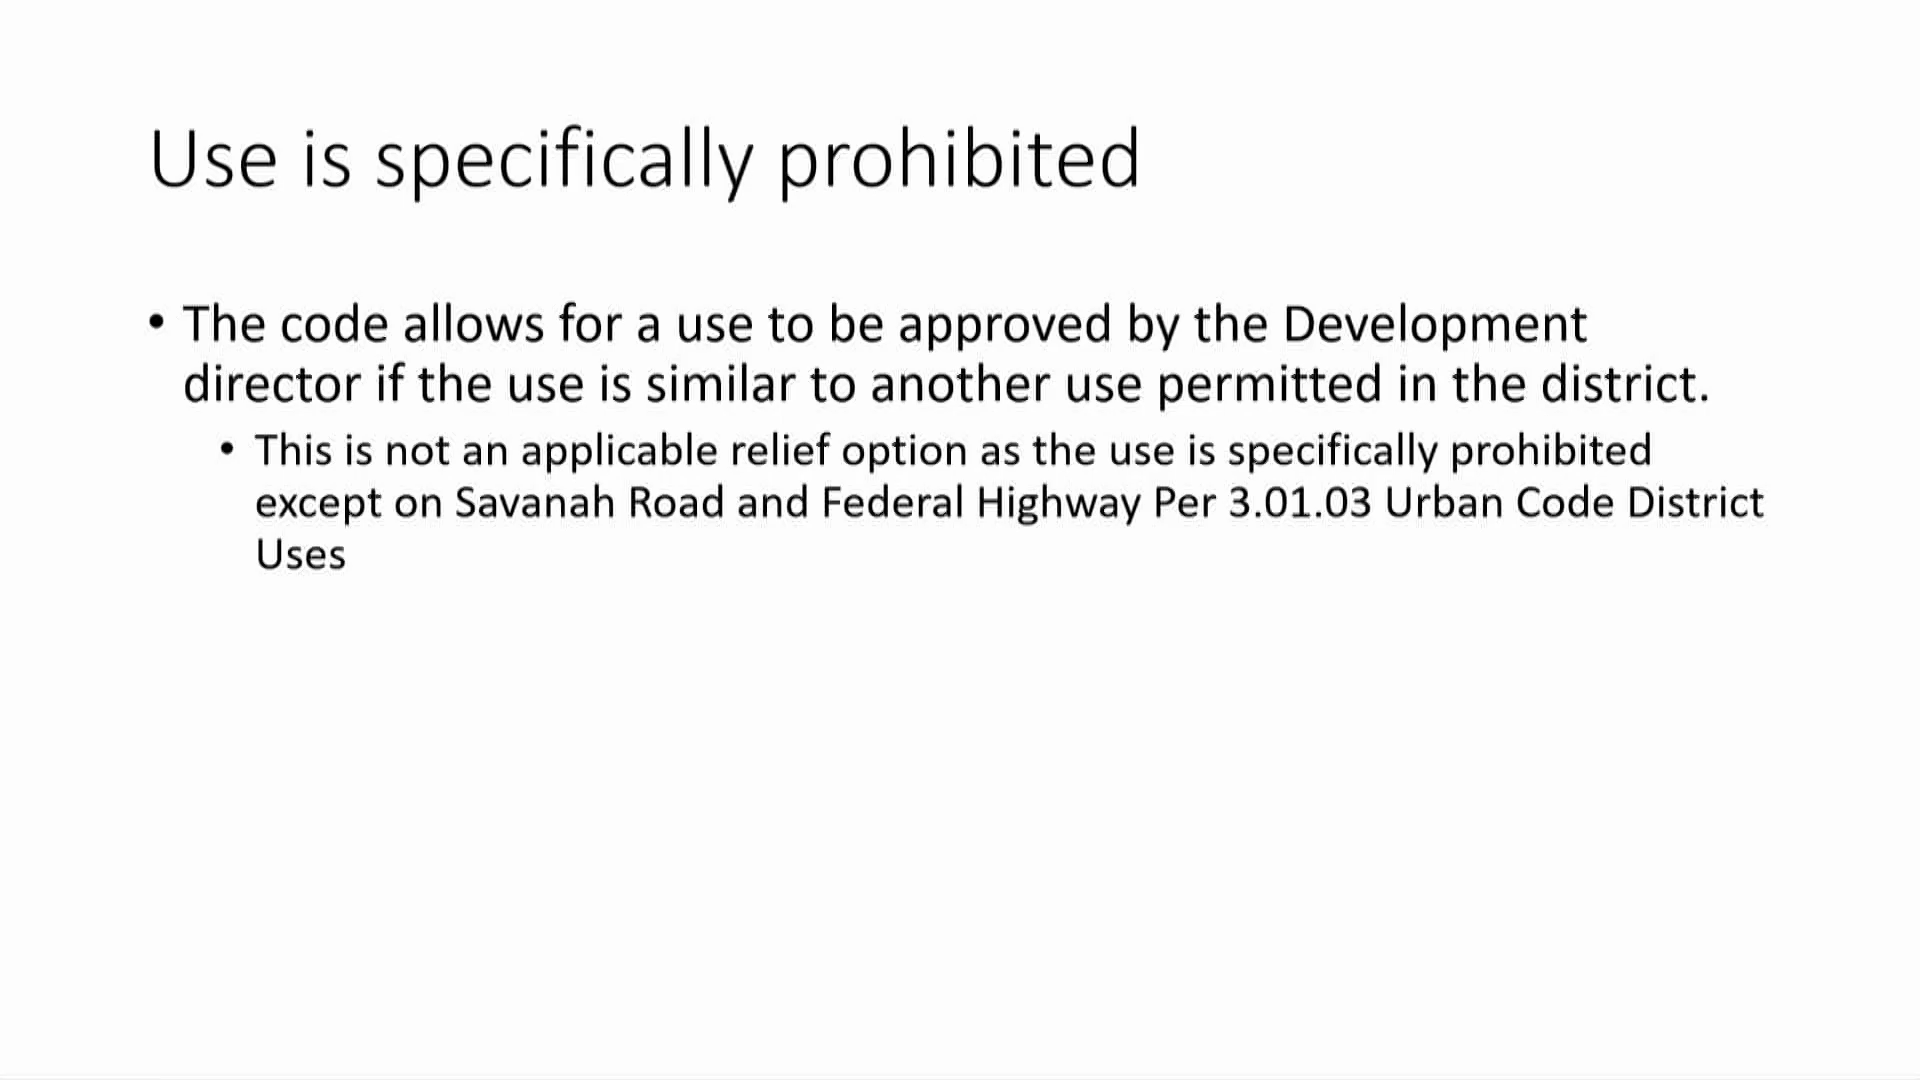 Use is specifically prohibited
• The code allows for a use to be approved by the Development
director if the use is similar to another use permitted in the district.
• This is not an applicable relief option as the use is specifically prohibited
except on Savanah Road and Federal Highway Per 3.01.03 Urban Code District
Uses